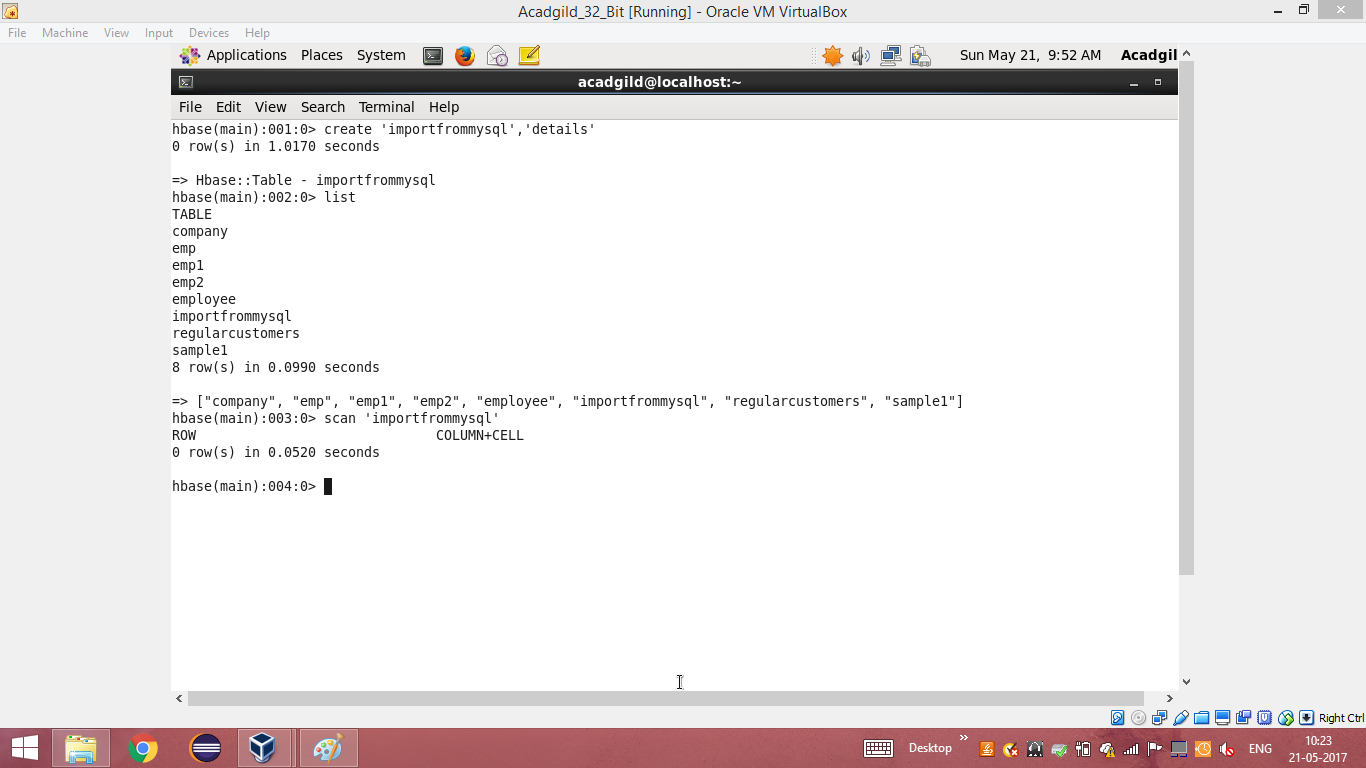 Acadgild_32_Bit [Running] - Oracle VM VirtualBox
File Machine View Input Devices Help
Applications Places System Sun May 21, 9:52 AM Acadgil
acadgild@localhost:~
File Edit View Search Terminal Help
hbase(main):001:0> create 'importfrommysql','details'
0 row(s) in 1.0170 seconds
=> Hbase::Table - importfrommysql
hbase(main):002:0> list
TABLE
company
emp
emp1
emp2
employee
importfrommysql
regularcustomers
sample1
8 row(s) in 0.0990 seconds
=> ["company", "emp", "emp1", "emp2", "employee", "importfrommysql", "regularcustomers", "sample1"]
hbase(main):003:0> scan 'importfrommysql'
ROW COLUMN+CELL
0 row(s) in 0.0520 seconds
hbase(main):004:0>
Right Ctrl
Desktop » ENG 10:23
21-05-2017